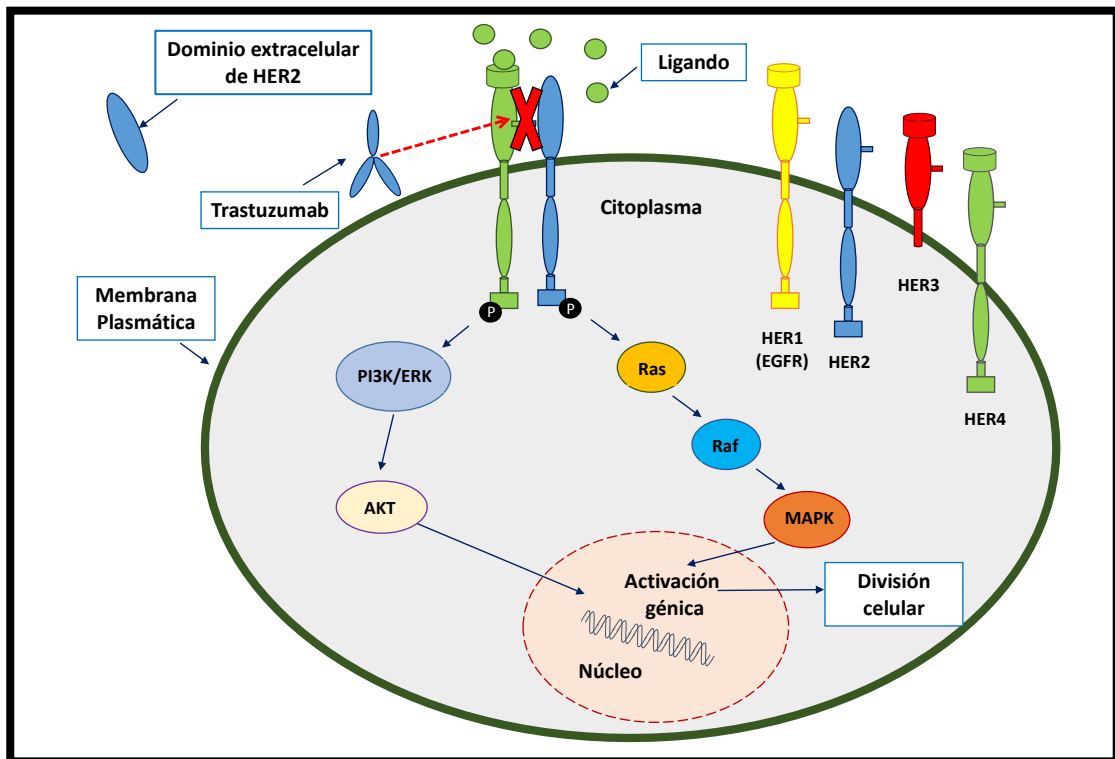 Dominio extracelular
de HER2
Ligando
Trastuzumab
Citoplasma
Membrana
Plasmática
HER1
(EGFR)
HER2
HER3
HER4
P
P
PI3K/ERK
Ras
Raf
AKT
MAPK
Activación
génica
División
celular
Núcleo